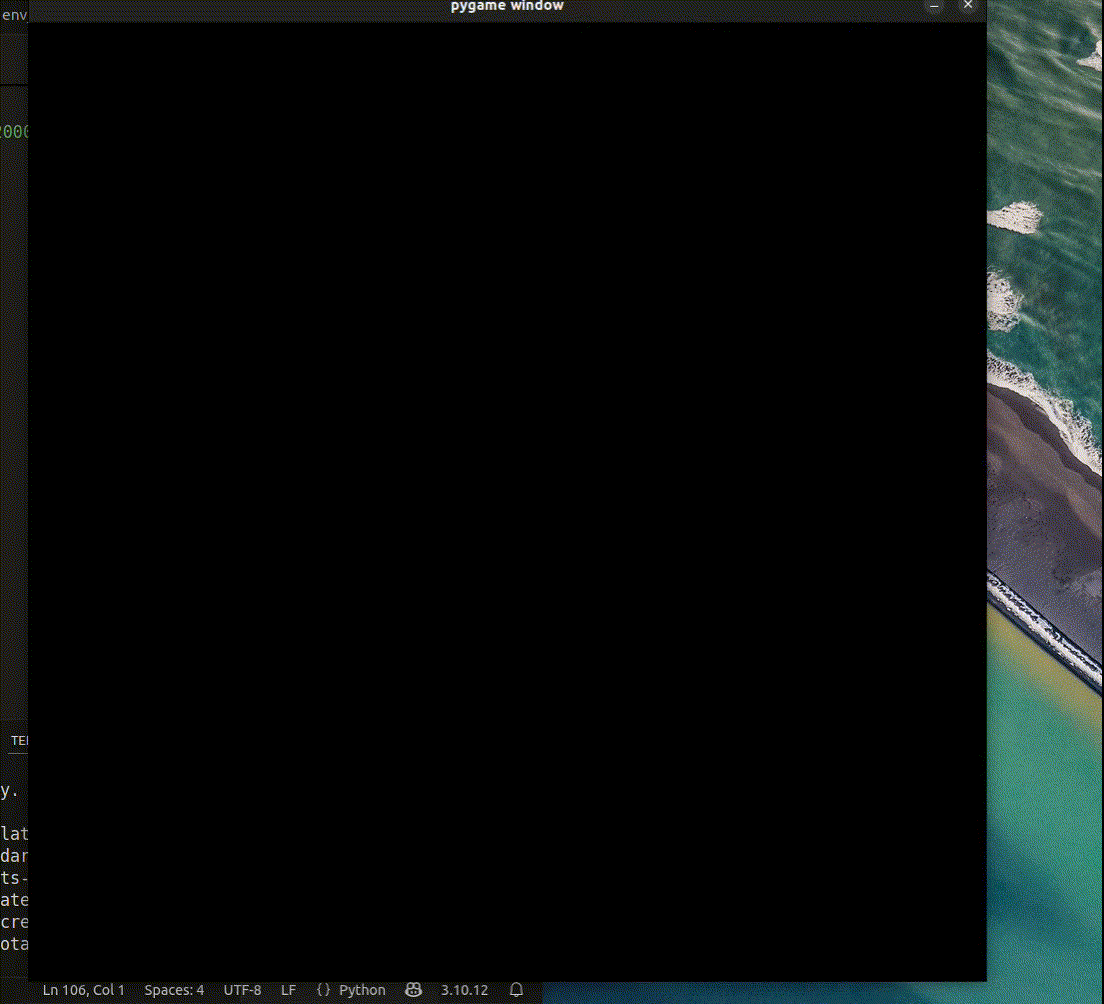 pygame window
env
2000
TE
y.
lat
dar
ts-
ate
cre
ota
Ln 106, Col 1 Spaces: 4 UTF-8 LF {} Python 3.10.12